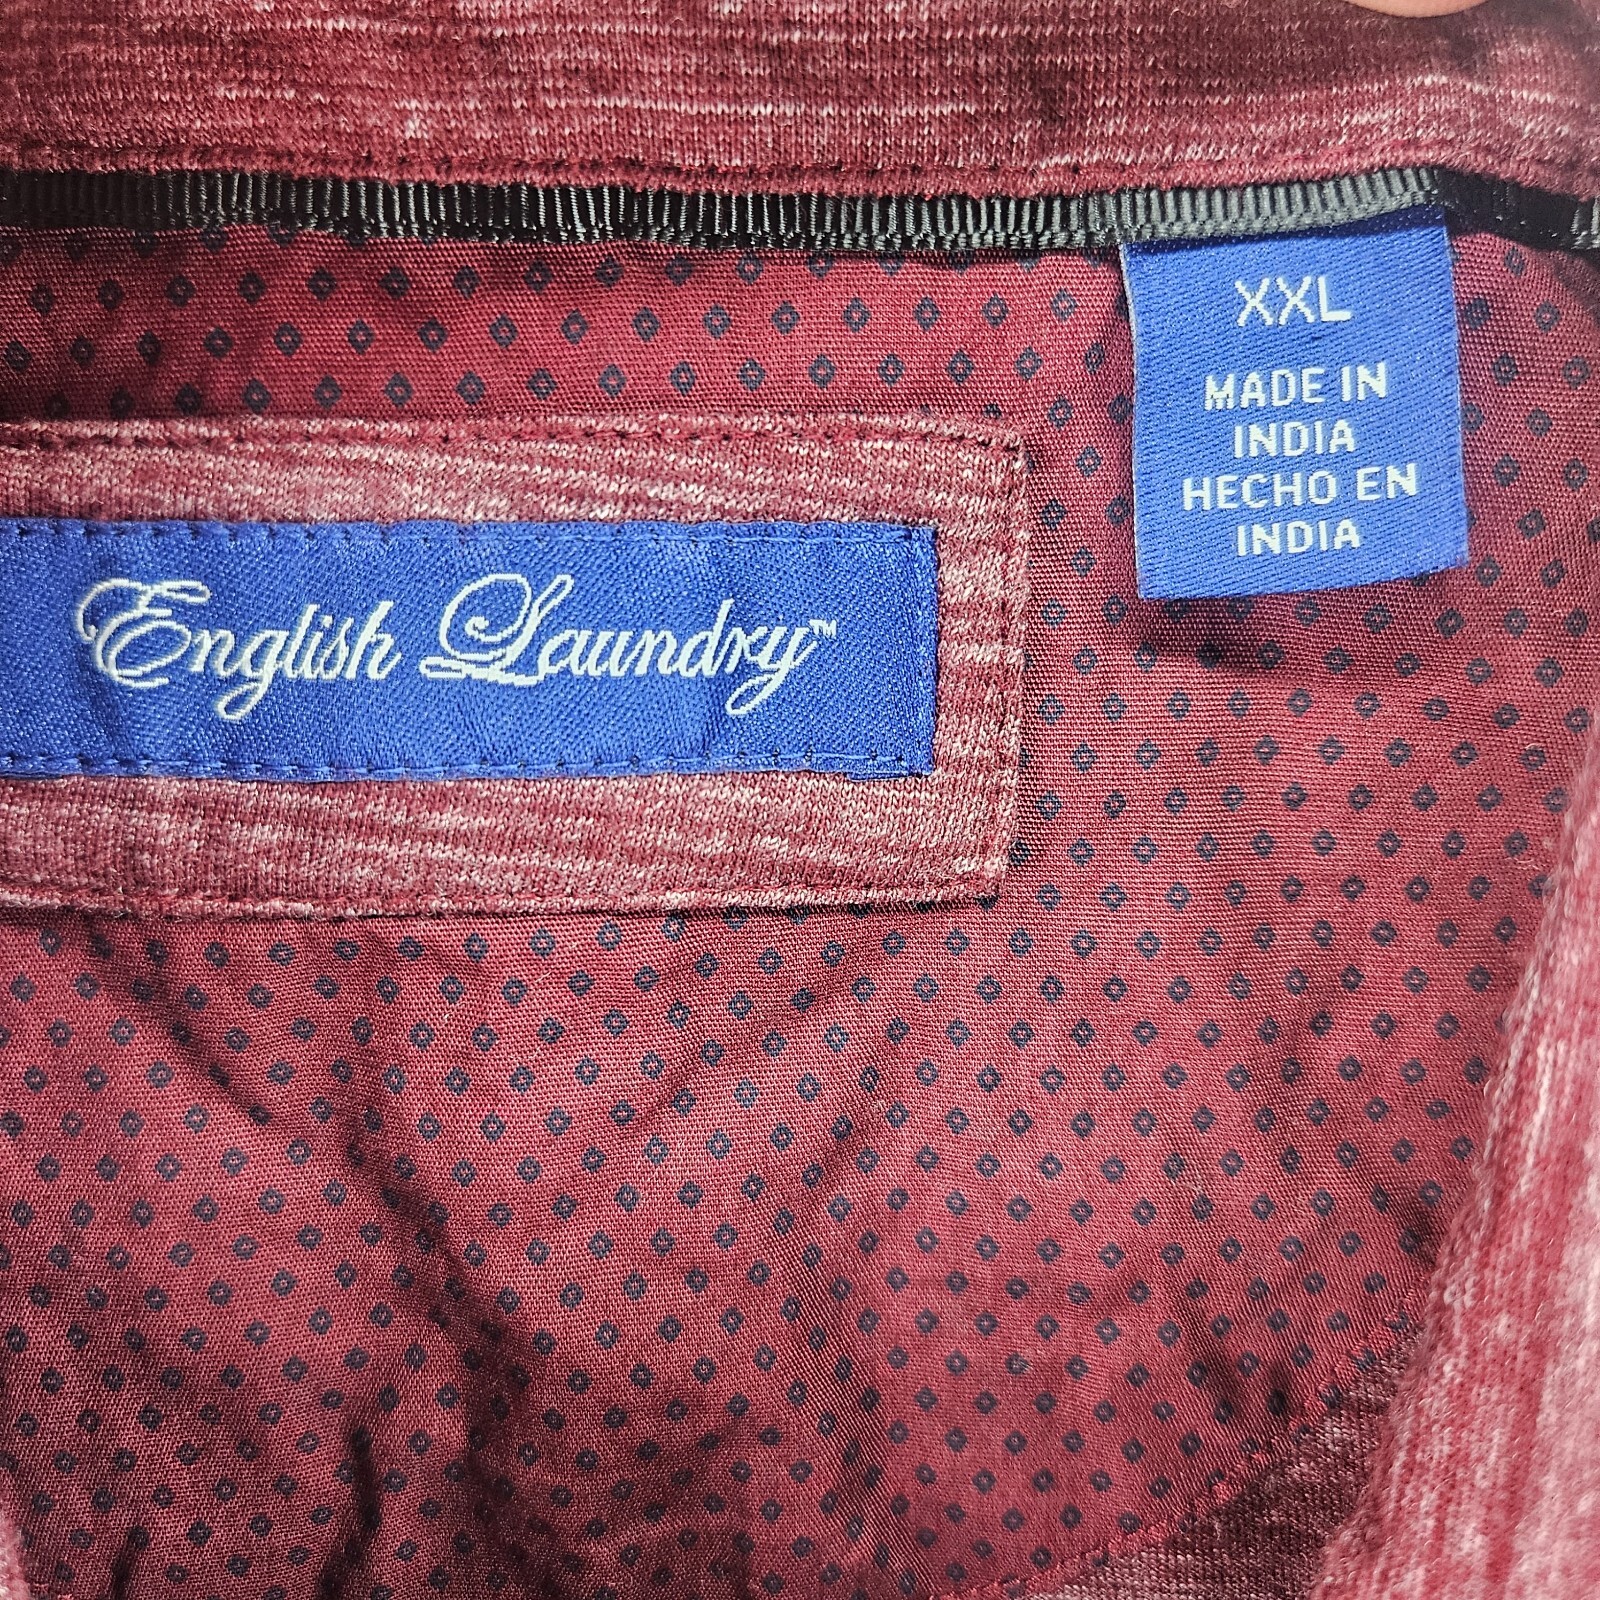 XXL
MADE IN
INDIA
HECHO EN
INDIA
English Laundry™